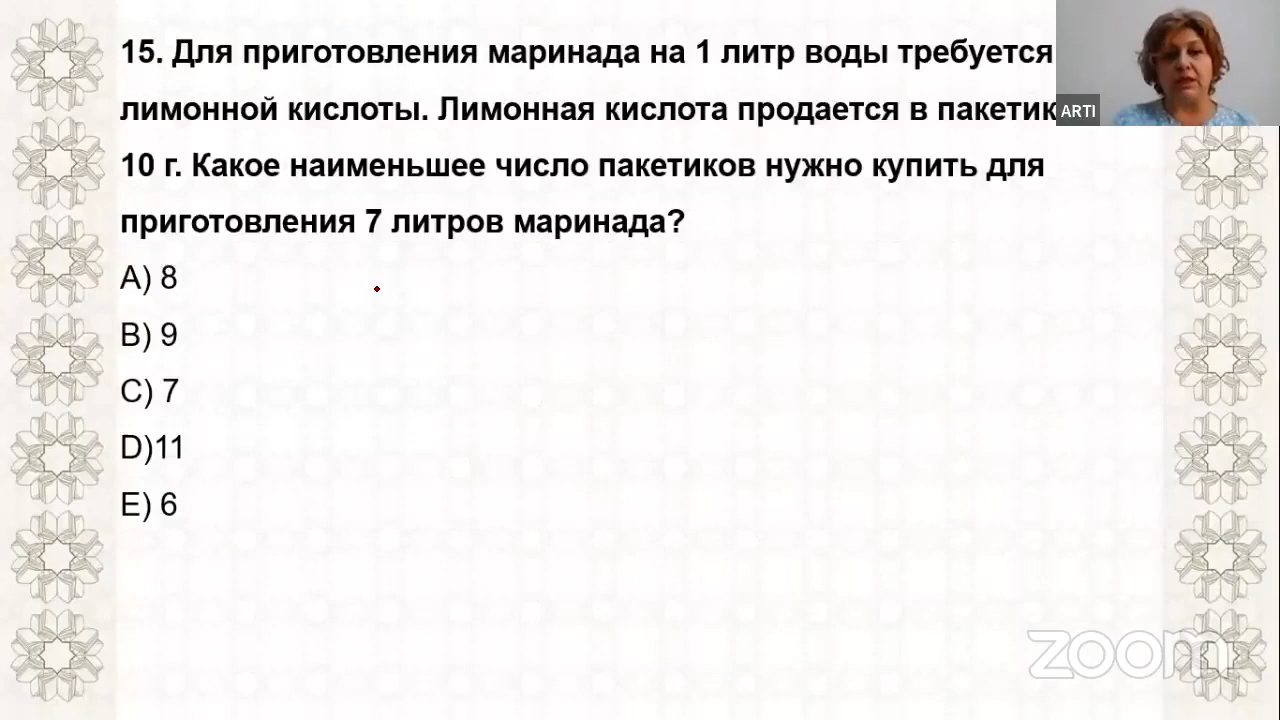 15. Для приготовления маринада на 1 литр воды требуется
лимонной кислоты. Лимонная кислота продается в
10 г. Какое наименьшее число пакетиков нужно купить для
приготовления 7 литров маринада?
A) 8
B) 9
C) 7
D)11
E) 6
ARTI
zoom